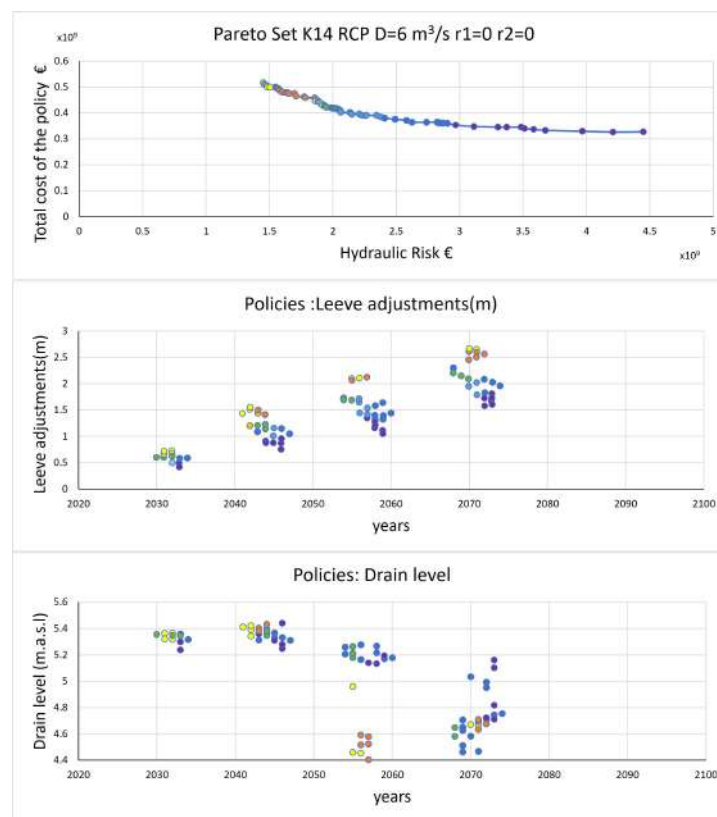 Pareto Set K14 RCP D=6 m³/s r1=0 r2=0
x10⁹
Total cost of the policy €
0.6
0.5
0.4
0.3
0.2
0.1
0
0 0.5 1 1.5 2 2.5 3 3.5 4 4.5 5
Hydraulic Risk €
x10⁹
Policies :Leeve adjustments(m)
Leeve adjustments(m)
3
2.5
2
1.5
1
0.5
0
2020 2030 2040 2050 2060 2070 2080 2090 2100
years
Policies: Drain level
Drain level (m.a.s.l)
5.6
5.4
5.2
5
4.8
4.6
4.4
2020 2030 2040 2050 2060 2070 2080 2090 2100
years